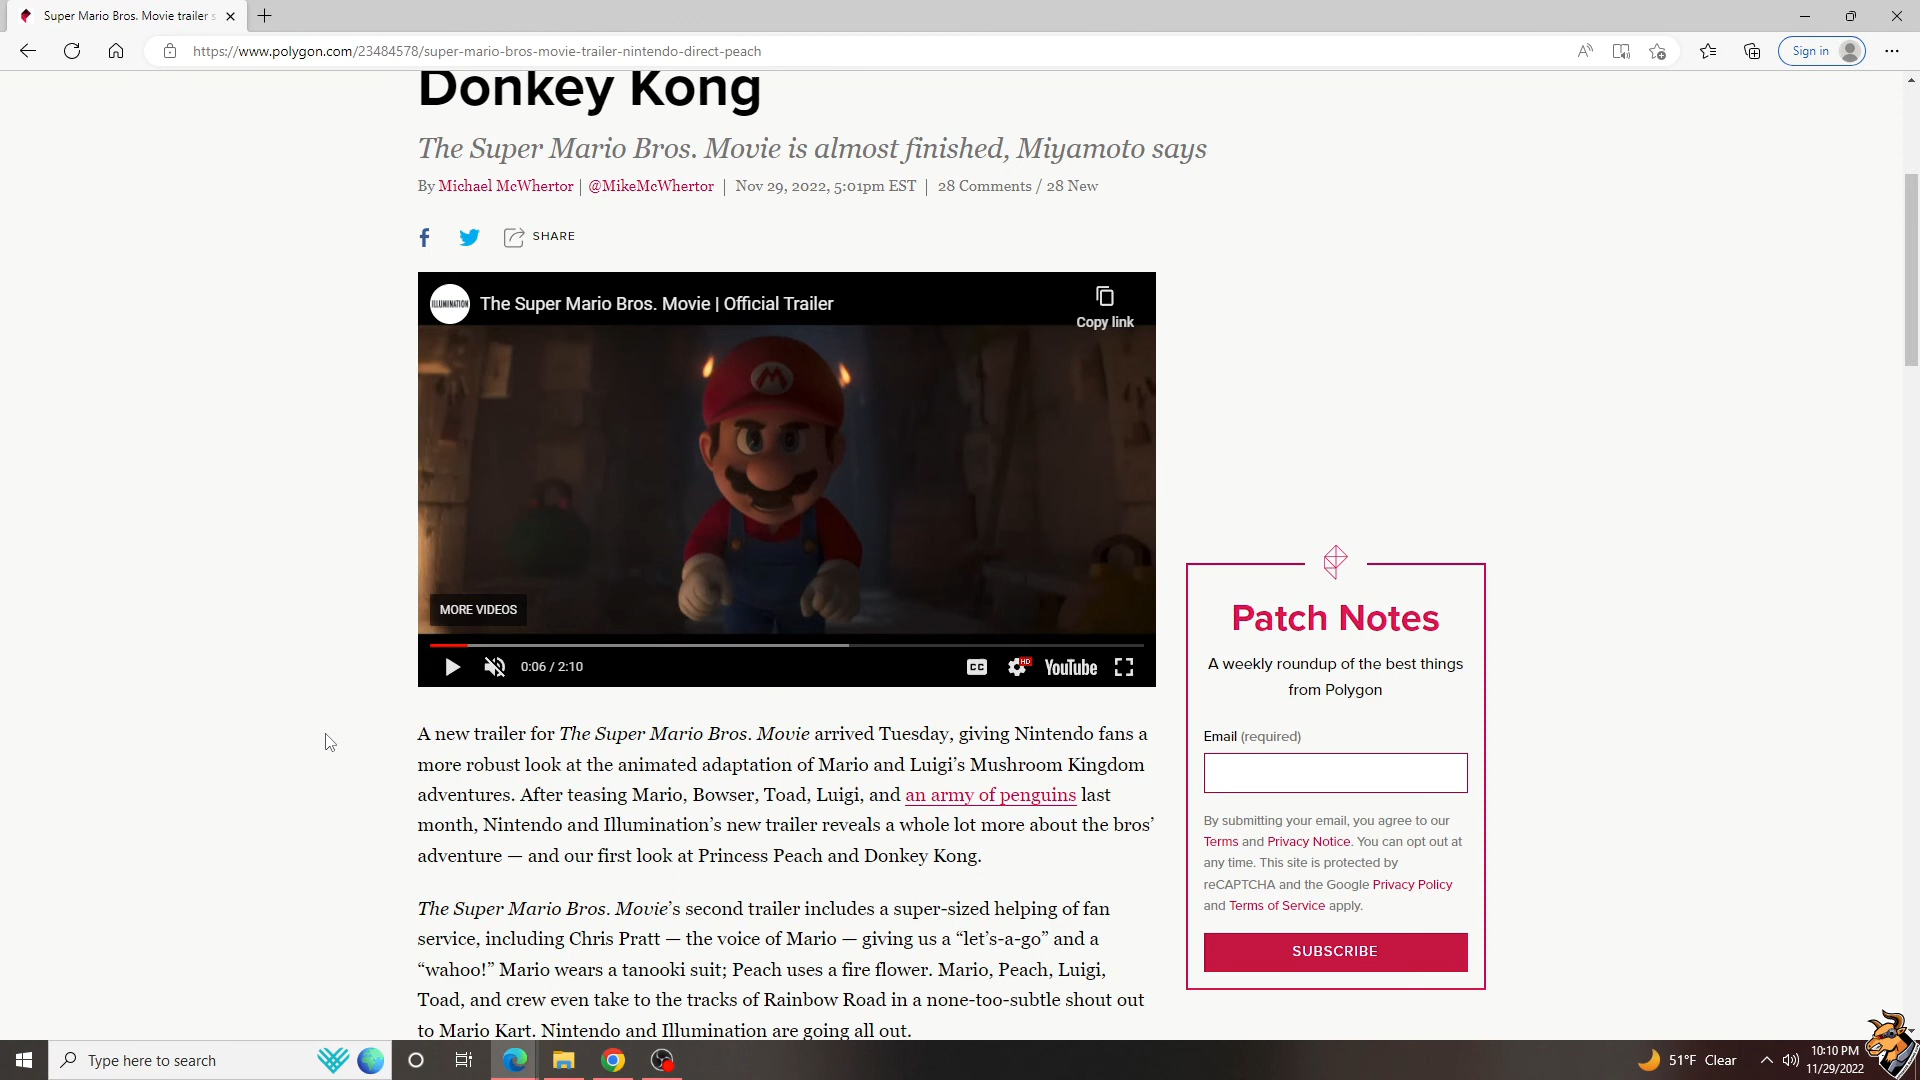 Super Mario Bros. Movie trailer s
https://www.polygon.com/23484578/super-mario-bros-movie-trailer-nintendo-direct-peach
Sign in
Donkey Kong
The Super Mario Bros. Movie is almost finished, Miyamoto says
By Michael McWhertor | @MikeMcWhertor | Nov 29, 2022, 5:01pm EST | 28 Comments / 28 New
SHARE
ILLUMINATION
The Super Mario Bros. Movie | Official Trailer
Copy link
M
MORE VIDEOS
0:06 / 2:10
CC
HD
YouTube
A new trailer for The Super Mario Bros. Movie arrived Tuesday, giving Nintendo fans a
more robust look at the animated adaptation of Mario and Luigi’s Mushroom Kingdom
adventures. After teasing Mario, Bowser, Toad, Luigi, and an army of penguins last
month, Nintendo and Illumination’s new trailer reveals a whole lot more about the bros’
adventure — and our first look at Princess Peach and Donkey Kong.
The Super Mario Bros. Movie’s second trailer includes a super-sized helping of fan
service, including Chris Pratt — the voice of Mario — giving us a “let’s-a-go” and a
“wahoo!” Mario wears a tanooki suit; Peach uses a fire flower. Mario, Peach, Luigi,
Toad, and crew even take to the tracks of Rainbow Road in a none-too-subtle shout out
to Mario Kart. Nintendo and Illumination are going all out.
Patch Notes
A weekly roundup of the best things
from Polygon
Email (required)
By submitting your email, you agree to our
Terms and Privacy Notice. You can opt out at
any time. This site is protected by
reCAPTCHA and the Google Privacy Policy
and Terms of Service apply.
SUBSCRIBE
Type here to search
51°F Clear
10:10 PM
11/29/2022